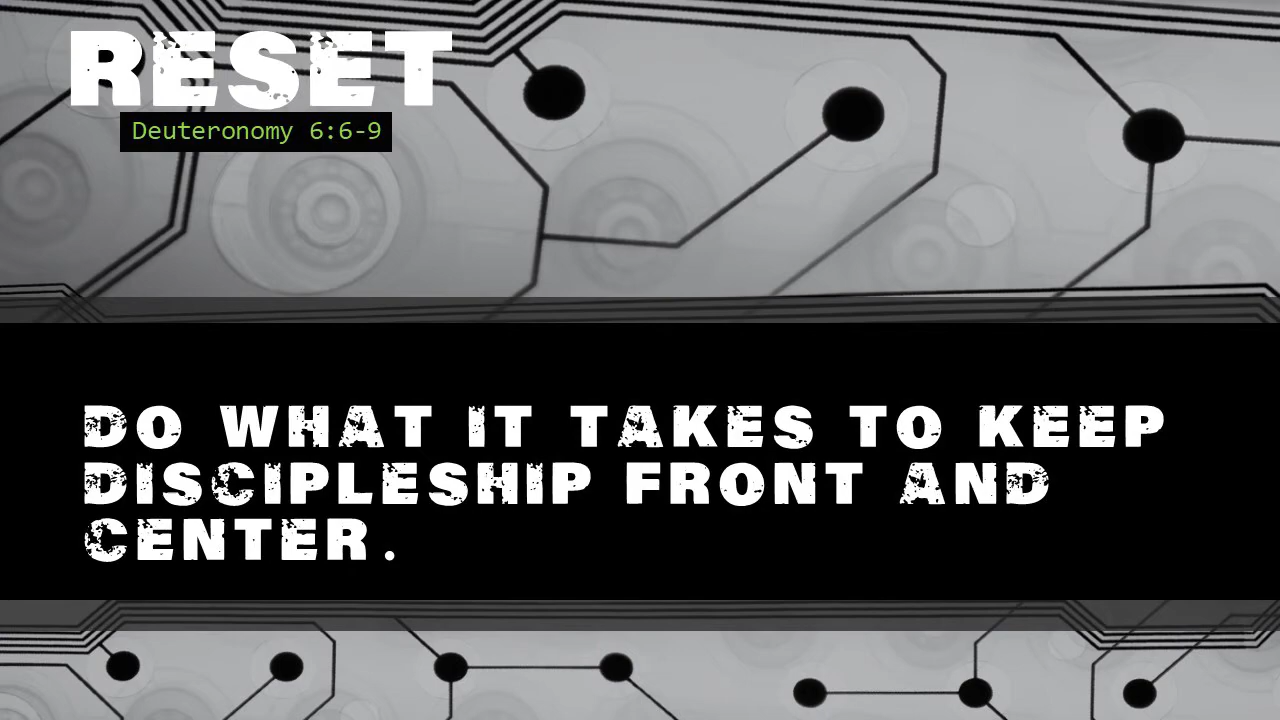 RESET
Deuteronomy 6:6-9
DO WHAT IT TAKES TO KEEP
DISCIPLESHIP FRONT AND
CENTER.